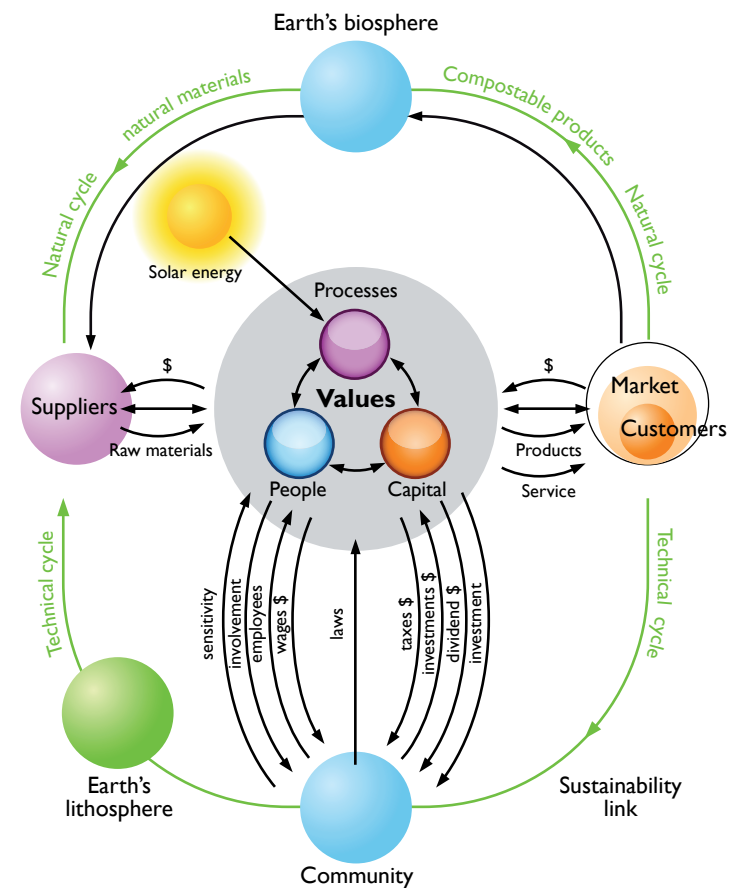 Earth's biosphere
natural materials
Compostable products
Natural cycle
Natural cycle
Solar energy
Processes
$
$
Values
Suppliers
Market
Customers
Raw materials
Products
People
Capital
Service
Technical cycle
Technical cycle
sensitivity
involvement
employees
wages $
laws
taxes $
investments $
dividend $
investment
Earth's
lithosphere
Sustainability
link
Community